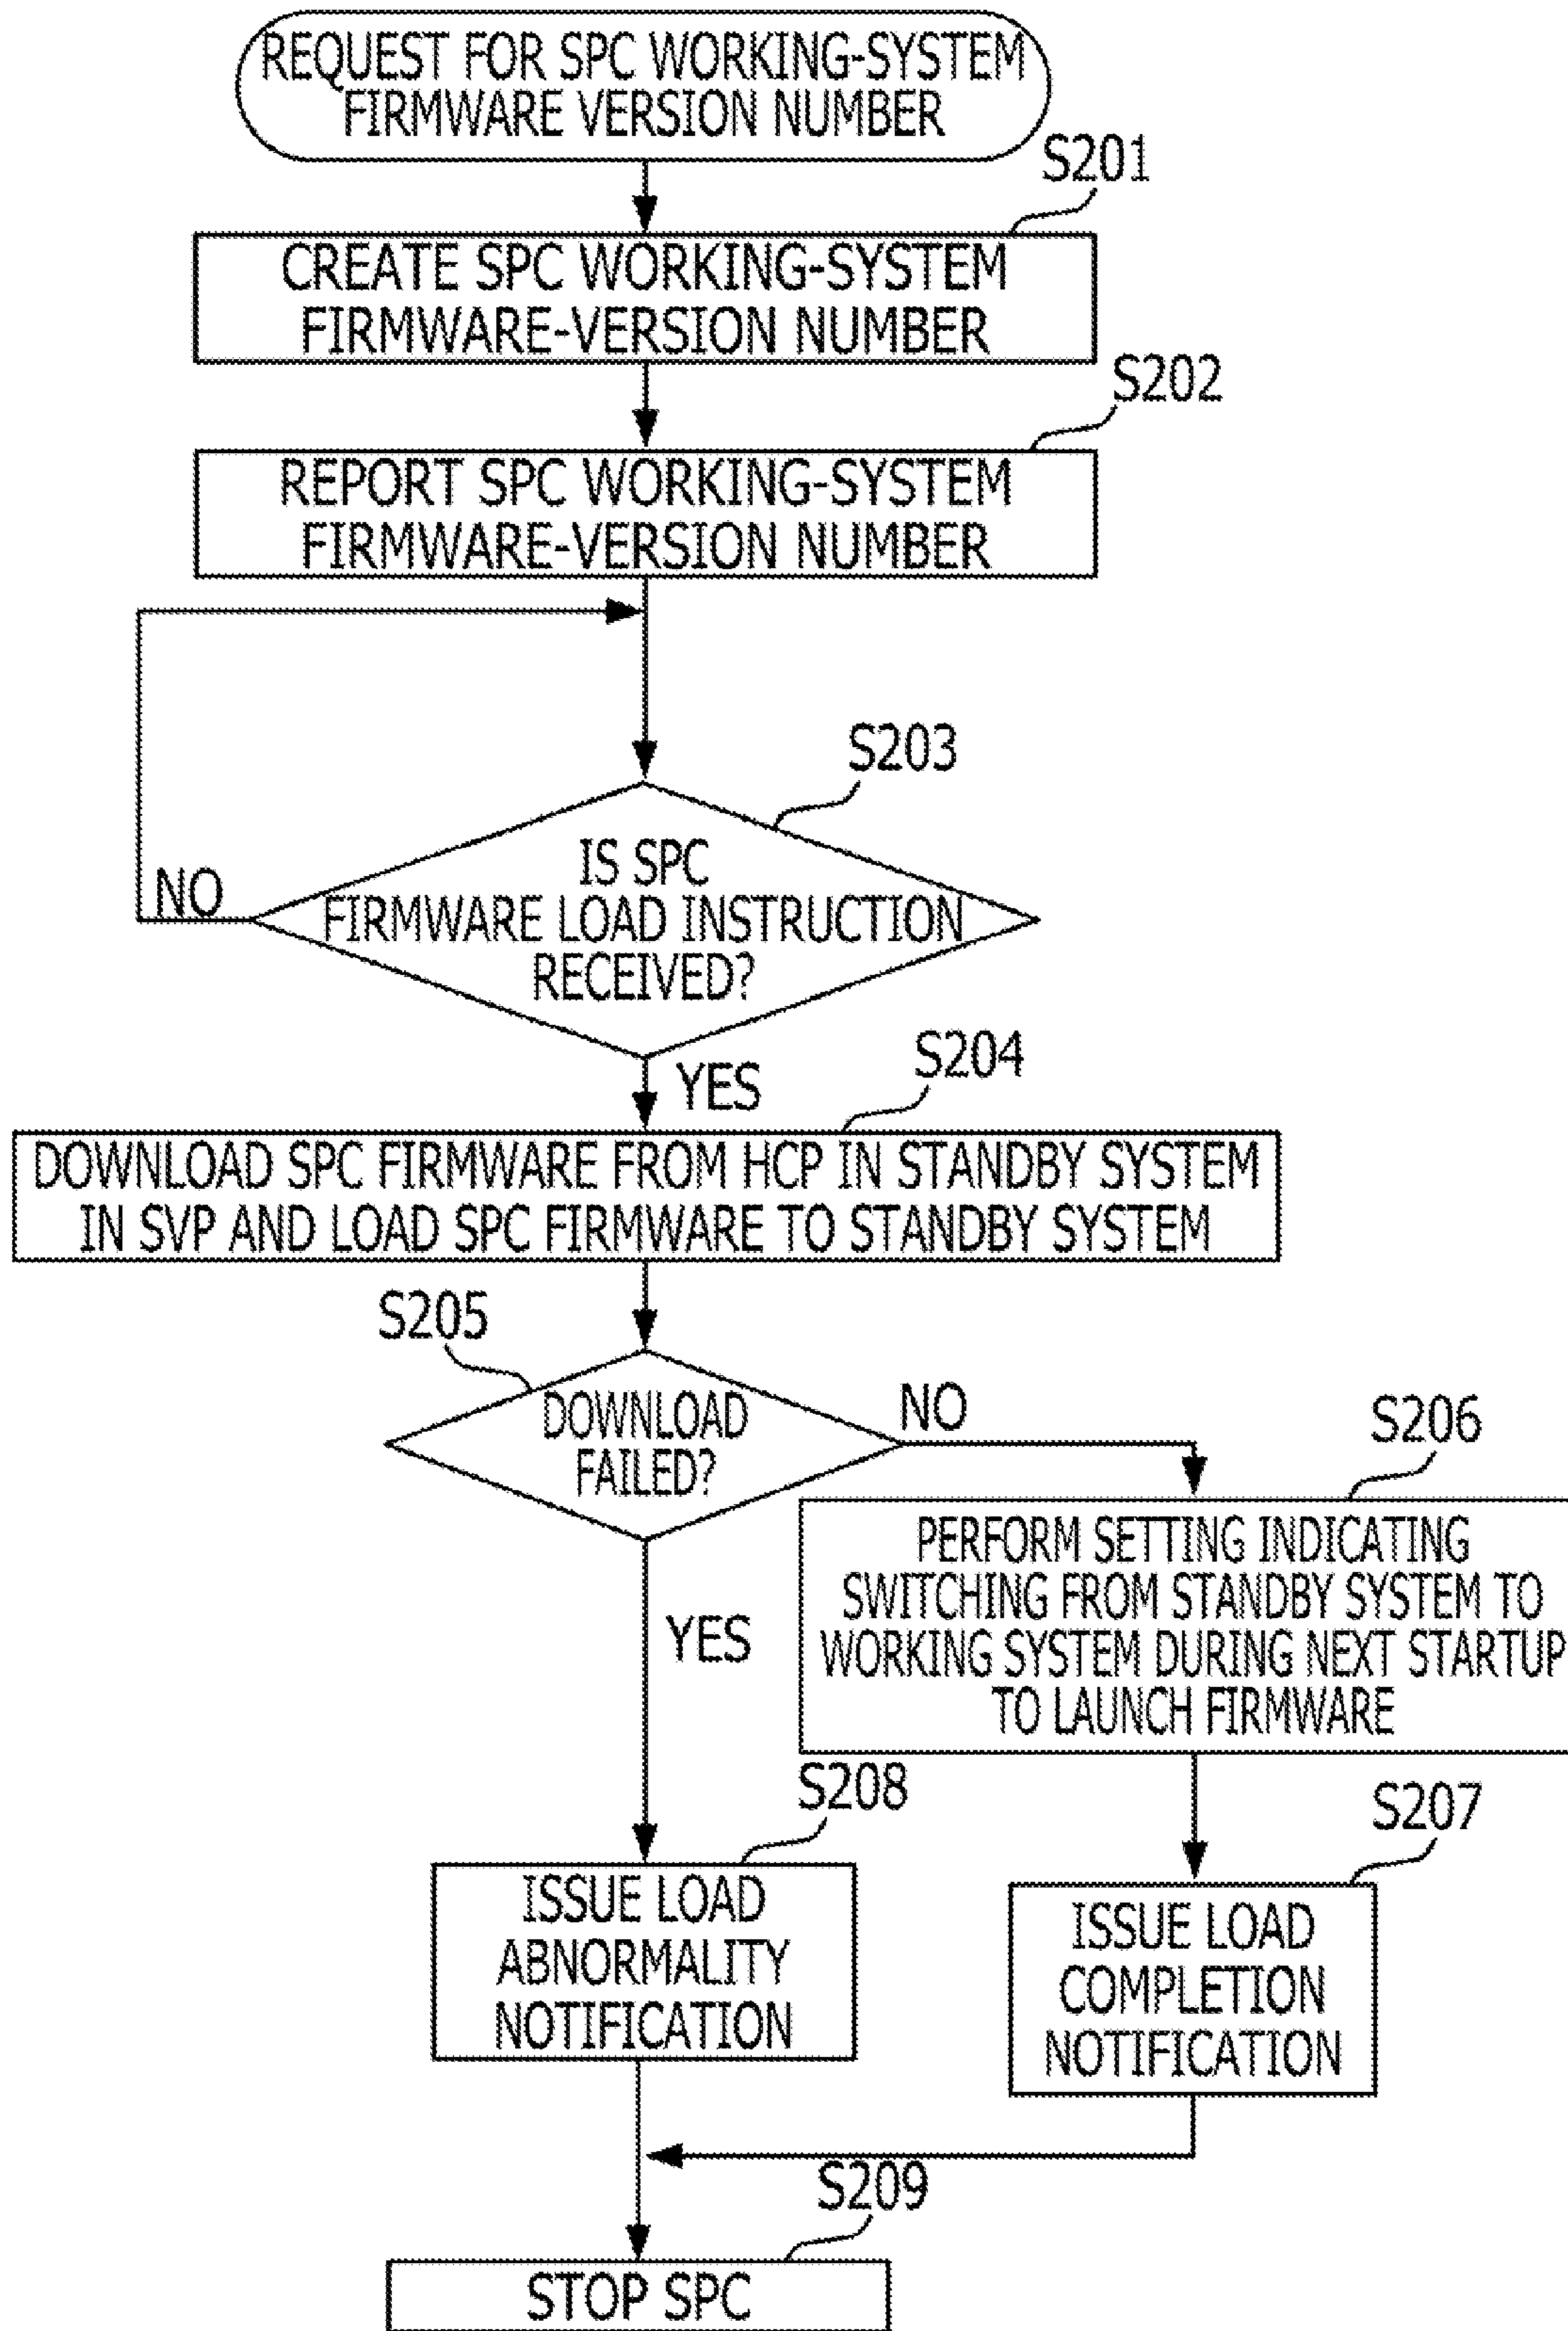 REQUEST FOR SPC WORKING-SYSTEM
FIRMWARE VERSION NUMBER
S201
CREATE SPC WORKING-SYSTEM
FIRMWARE-VERSION NUMBER
S202
REPORT SPC WORKING-SYSTEM
FIRMWARE-VERSION NUMBER
S203
IS SPC
FIRMWARE LOAD INSTRUCTION
RECEIVED?
NO
YES
S204
DOWNLOAD SPC FIRMWARE FROM HCP IN STANDBY SYSTEM
IN SVP AND LOAD SPC FIRMWARE TO STANDBY SYSTEM
S205
DOWNLOAD
FAILED?
NO
YES
S206
PERFORM SETTING INDICATING
SWITCHING FROM STANDBY SYSTEM TO
WORKING SYSTEM DURING NEXT STARTUP
TO LAUNCH FIRMWARE
S208
ISSUE LOAD
ABNORMALITY
NOTIFICATION
S207
ISSUE LOAD
COMPLETION
NOTIFICATION
S209
STOP SPC